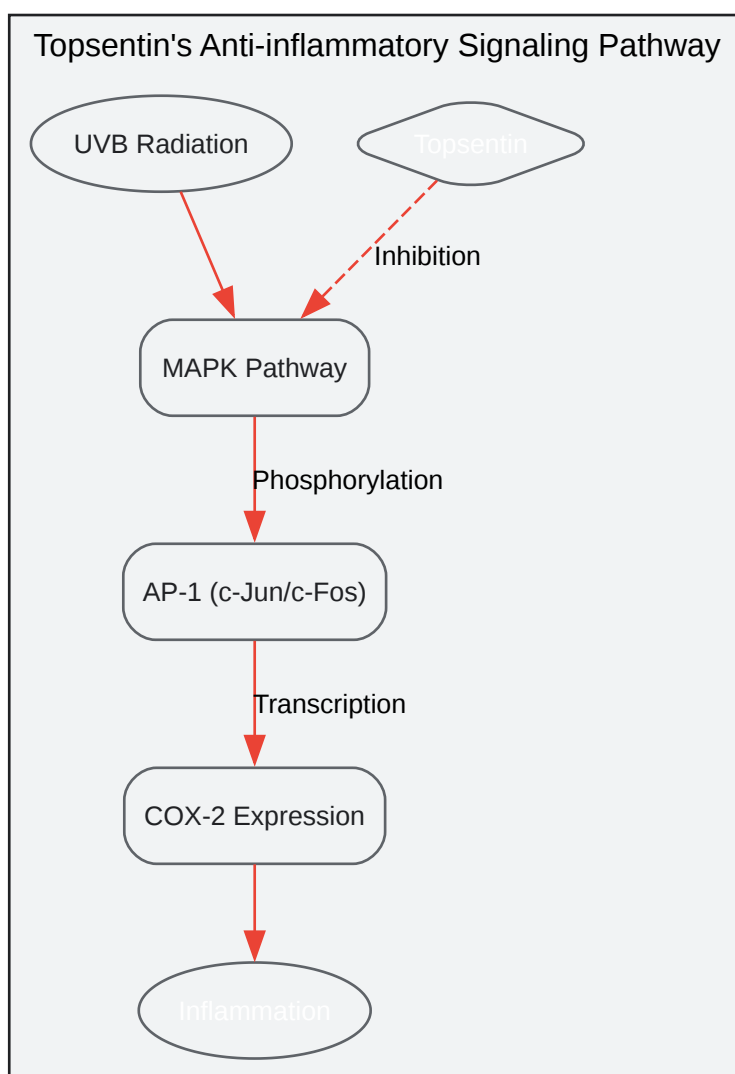 Topsentin's Anti-inflammatory Signaling Pathway
UVB Radiation
Topsentin
Inhibition
MAPK Pathway
Phosphorylation
AP-1 (c-Jun/c-Fos)
Transcription
COX-2 Expression
Inflammation